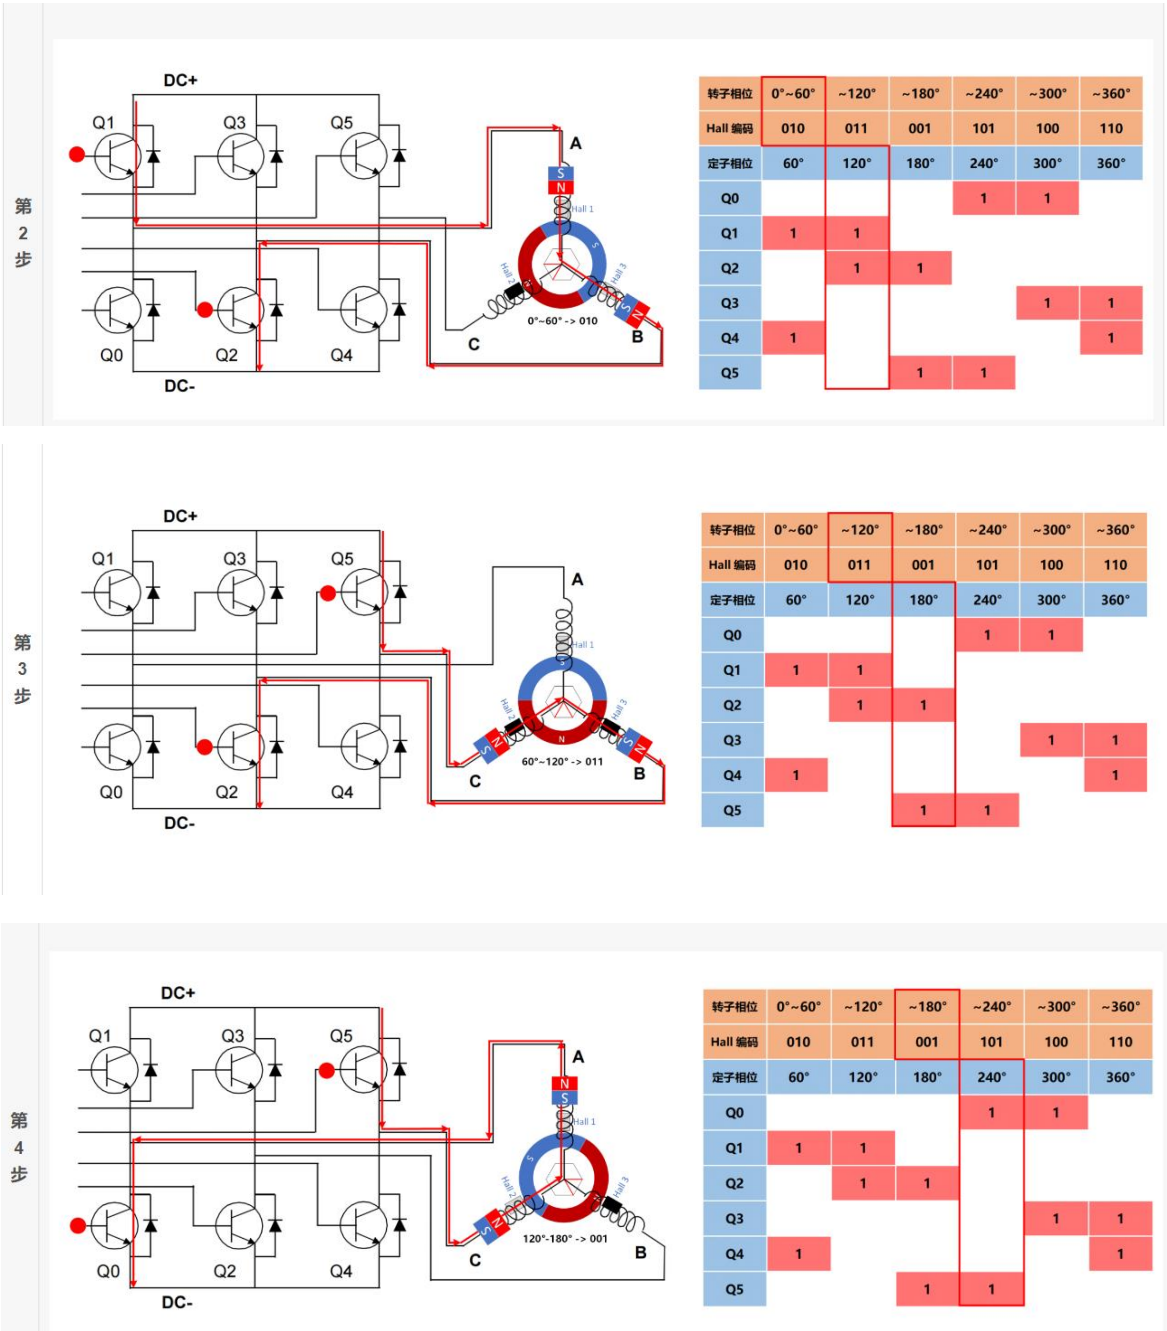 第
2
步
DC+
Q1
Q3
Q5
A
S
N
Hall 1
S
Hall 2
Hall 3
N
S
N
0°~60° -> 010
C
B
Q0
Q2
Q4
DC-
转子相位 0°~60° ~120° ~180° ~240° ~300° ~360°
Hall 编码 010 011 001 101 100 110
定子相位 60° 120° 180° 240° 300° 360°
Q0 1 1
Q1 1 1
Q2 1 1
Q3 1 1
Q4 1 1
Q5 1 1
第
3
步
DC+
Q1
Q3
Q5
A
Hall 1
S
Hall 2
Hall 3
S N
N
S N
60°~120° -> 011
C
B
Q0
Q2
Q4
DC-
转子相位 0°~60° ~120° ~180° ~240° ~300° ~360°
Hall 编码 010 011 001 101 100 110
定子相位 60° 120° 180° 240° 300° 360°
Q0 1 1
Q1 1 1
Q2 1 1
Q3 1 1
Q4 1 1
Q5 1 1
第
4
步
DC+
Q1
Q3
Q5
A
N
S
Hall 1
S
Hall 2
Hall 3
N
S N
120°-180° -> 001
C
B
Q0
Q2
Q4
DC-
转子相位 0°~60° ~120° ~180° ~240° ~300° ~360°
Hall 编码 010 011 001 101 100 110
定子相位 60° 120° 180° 240° 300° 360°
Q0 1 1
Q1 1 1
Q2 1 1
Q3 1 1
Q4 1 1
Q5 1 1